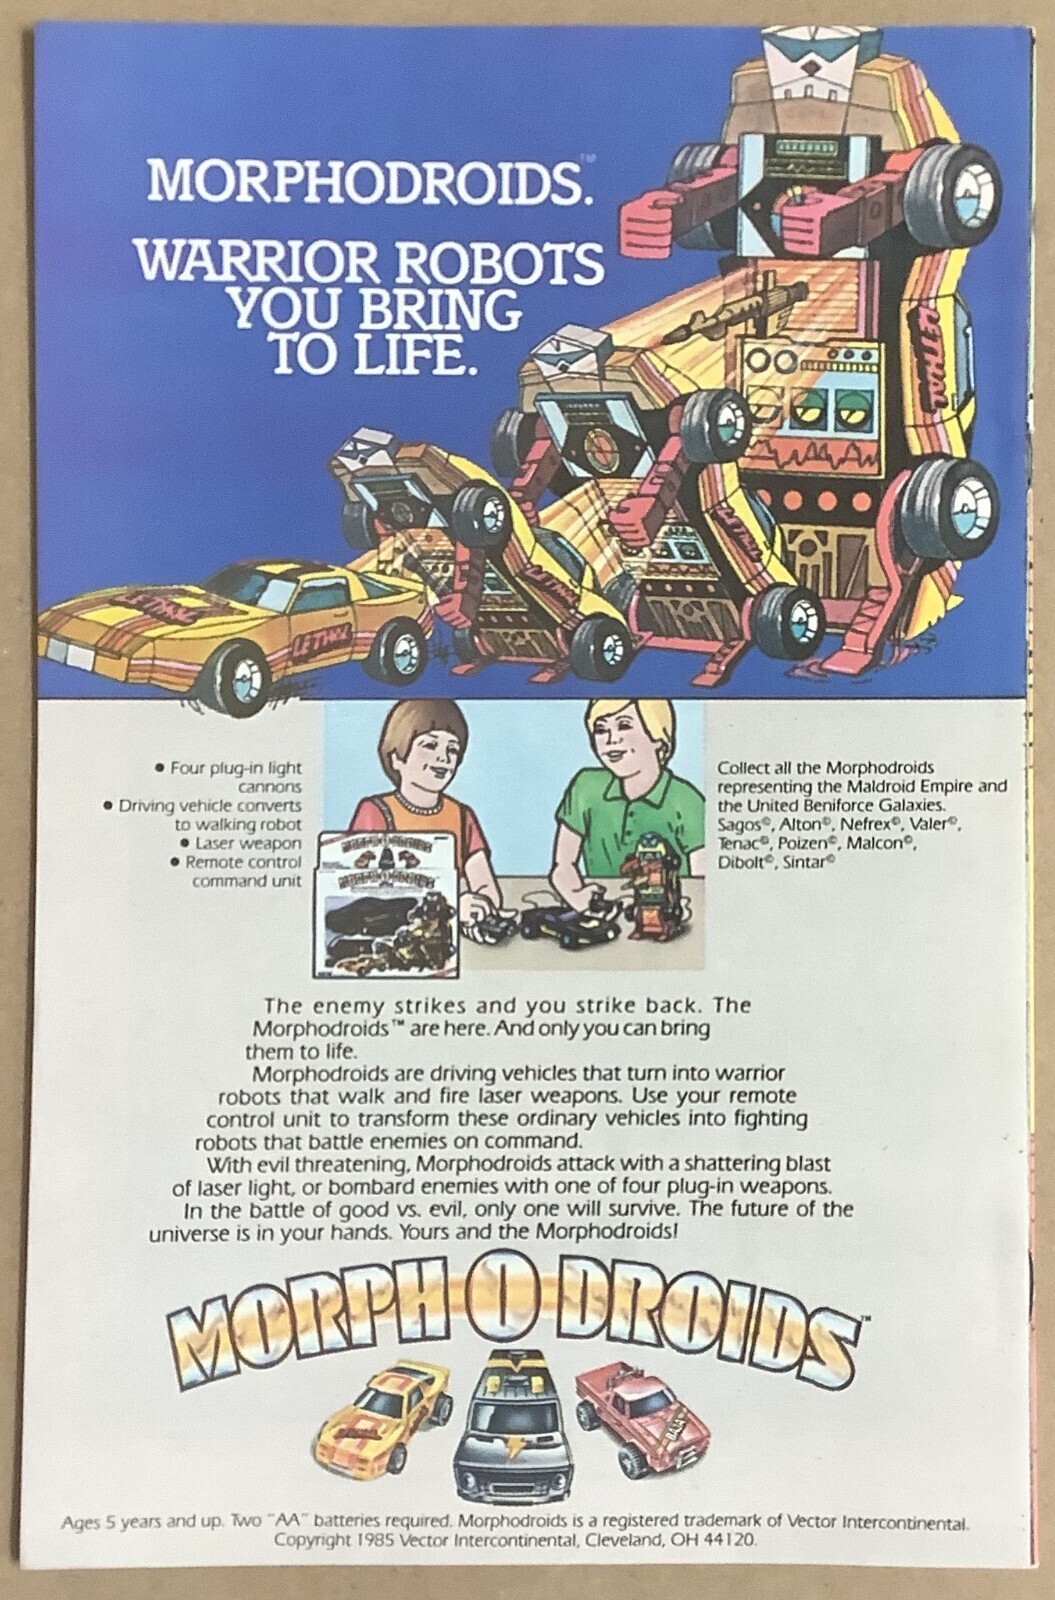 MORPHODROIDS.™
WARRIOR ROBOTS
YOU BRING
TO LIFE.
LETHAL
LETHAL
LETHAL
LETHAL
LETHAL
• Four plug-in light
cannons
• Driving vehicle converts
to walking robot
• Laser weapon
• Remote control
command unit
MORPH-O-DROIDS
MORPH-O-DROIDS
Collect all the Morphodroids
representing the Maldroid Empire and
the United Beniforce Galaxies.
Sagos©, Alton©, Nefrex©, Valer©,
Tenac©, Poizen©, Malcon©,
Dibolt©, Sintar©
The enemy strikes and you strike back. The
Morphodroids™ are here. And only you can bring
them to life.
Morphodroids are driving vehicles that turn into warrior
robots that walk and fire laser weapons. Use your remote
control unit to transform these ordinary vehicles into fighting
robots that battle enemies on command.
With evil threatening, Morphodroids attack with a shattering blast
of laser light, or bombard enemies with one of four plug-in weapons.
In the battle of good vs. evil, only one will survive. The future of the
universe is in your hands. Yours and the Morphodroids!
MORPH O DROIDS™
BAJA
Ages 5 years and up. Two "AA" batteries required. Morphodroids is a registered trademark of Vector Intercontinental.
Copyright 1985 Vector Intercontinental, Cleveland, OH 44120.